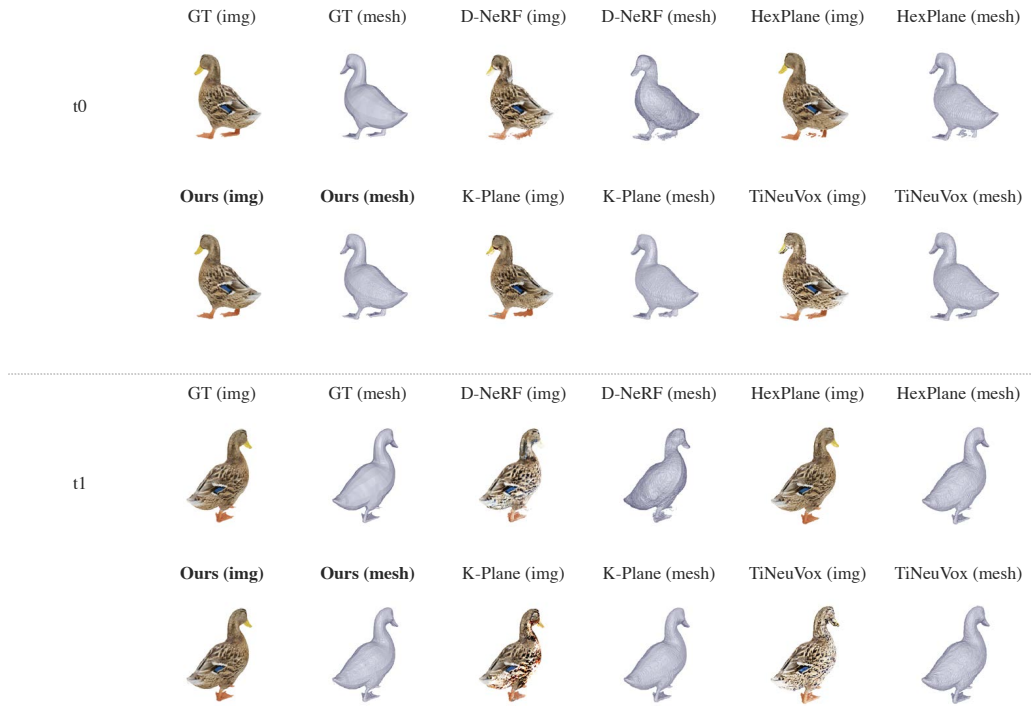 GT (img) GT (mesh) D-NeRF (img) D-NeRF (mesh) HexPlane (img) HexPlane (mesh)
t0
Ours (img) Ours (mesh) K-Plane (img) K-Plane (mesh) TiNeuVox (img) TiNeuVox (mesh)
GT (img) GT (mesh) D-NeRF (img) D-NeRF (mesh) HexPlane (img) HexPlane (mesh)
t1
Ours (img) Ours (mesh) K-Plane (img) K-Plane (mesh) TiNeuVox (img) TiNeuVox (mesh)